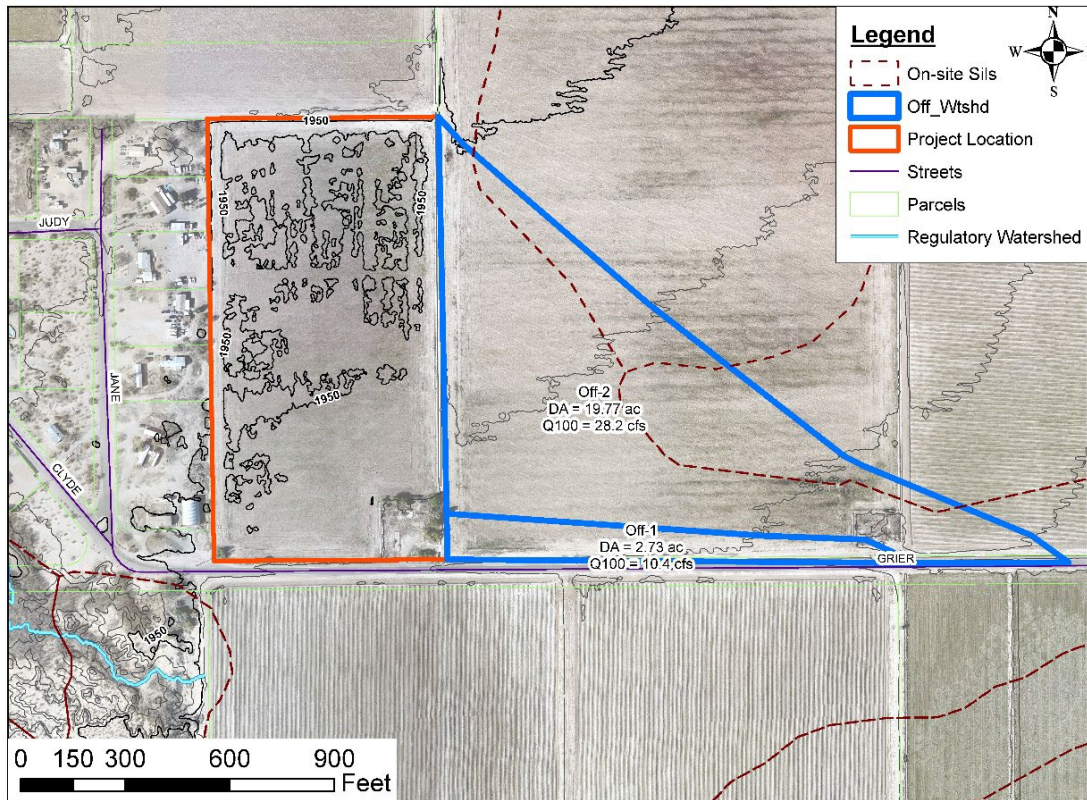 Legend
N
W
E
S
On-site Sils
Off_Wtshd
Project Location
Streets
Parcels
Regulatory Watershed
1950
1950
1950
JUDY
1950
JANE
1950
Off-2
DA = 19.77 ac
Q100 = 28.2 cfs
CLYDE
Off-1
DA = 2.73 ac
Q100 = 10.4 cfs
GRIER
1950
0 150 300 600 900
Feet